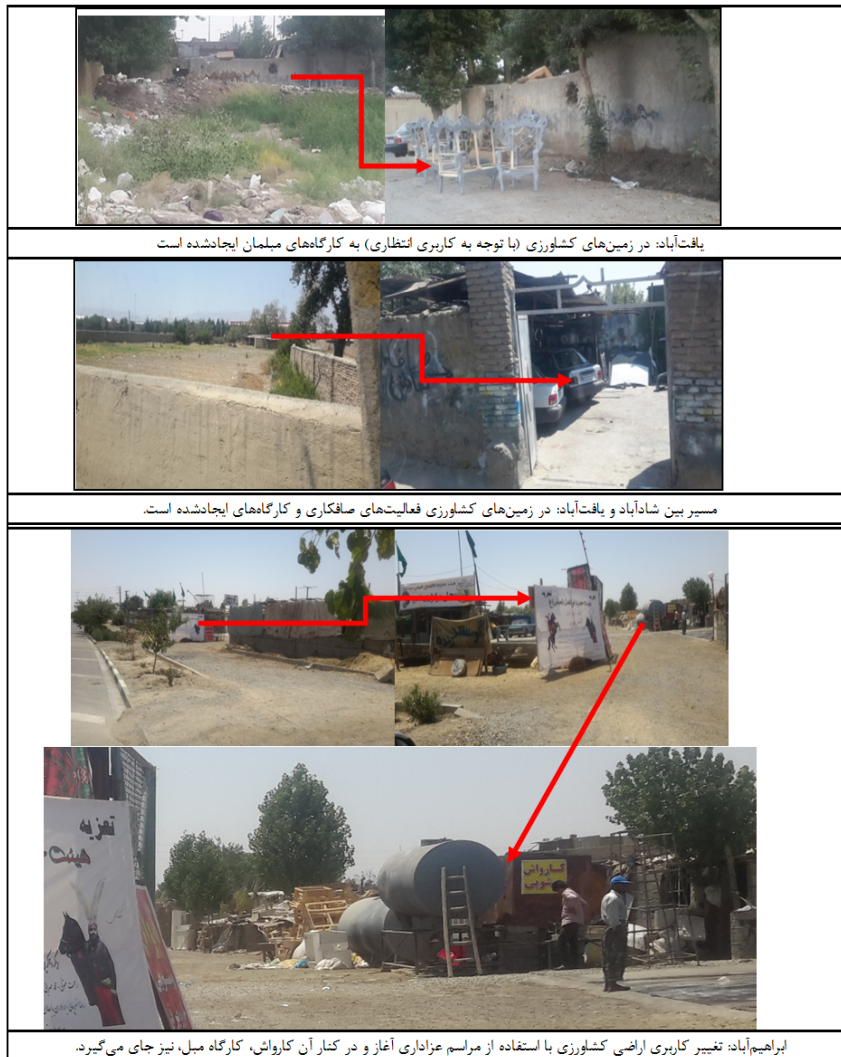 یافت‌آباد: در زمین‌های کشاورزی (با توجه به کاربری انتظاری) به کارگاه‌های مبلمان ایجادشده است
مسیر بین شادآباد و یافت‌آباد: در زمین‌های کشاورزی فعالیت‌های صافکاری و کارگاه‌های ایجادشده است.
تعزیه
هیئت
کارواش
شویی
ابراهیم‌آباد: تغییر کاربری اراضی کشاورزی با استفاده از مراسم عزاداری آغاز و در کنار آن کارواش، کارگاه مبل، نیز جای می‌گیرد.